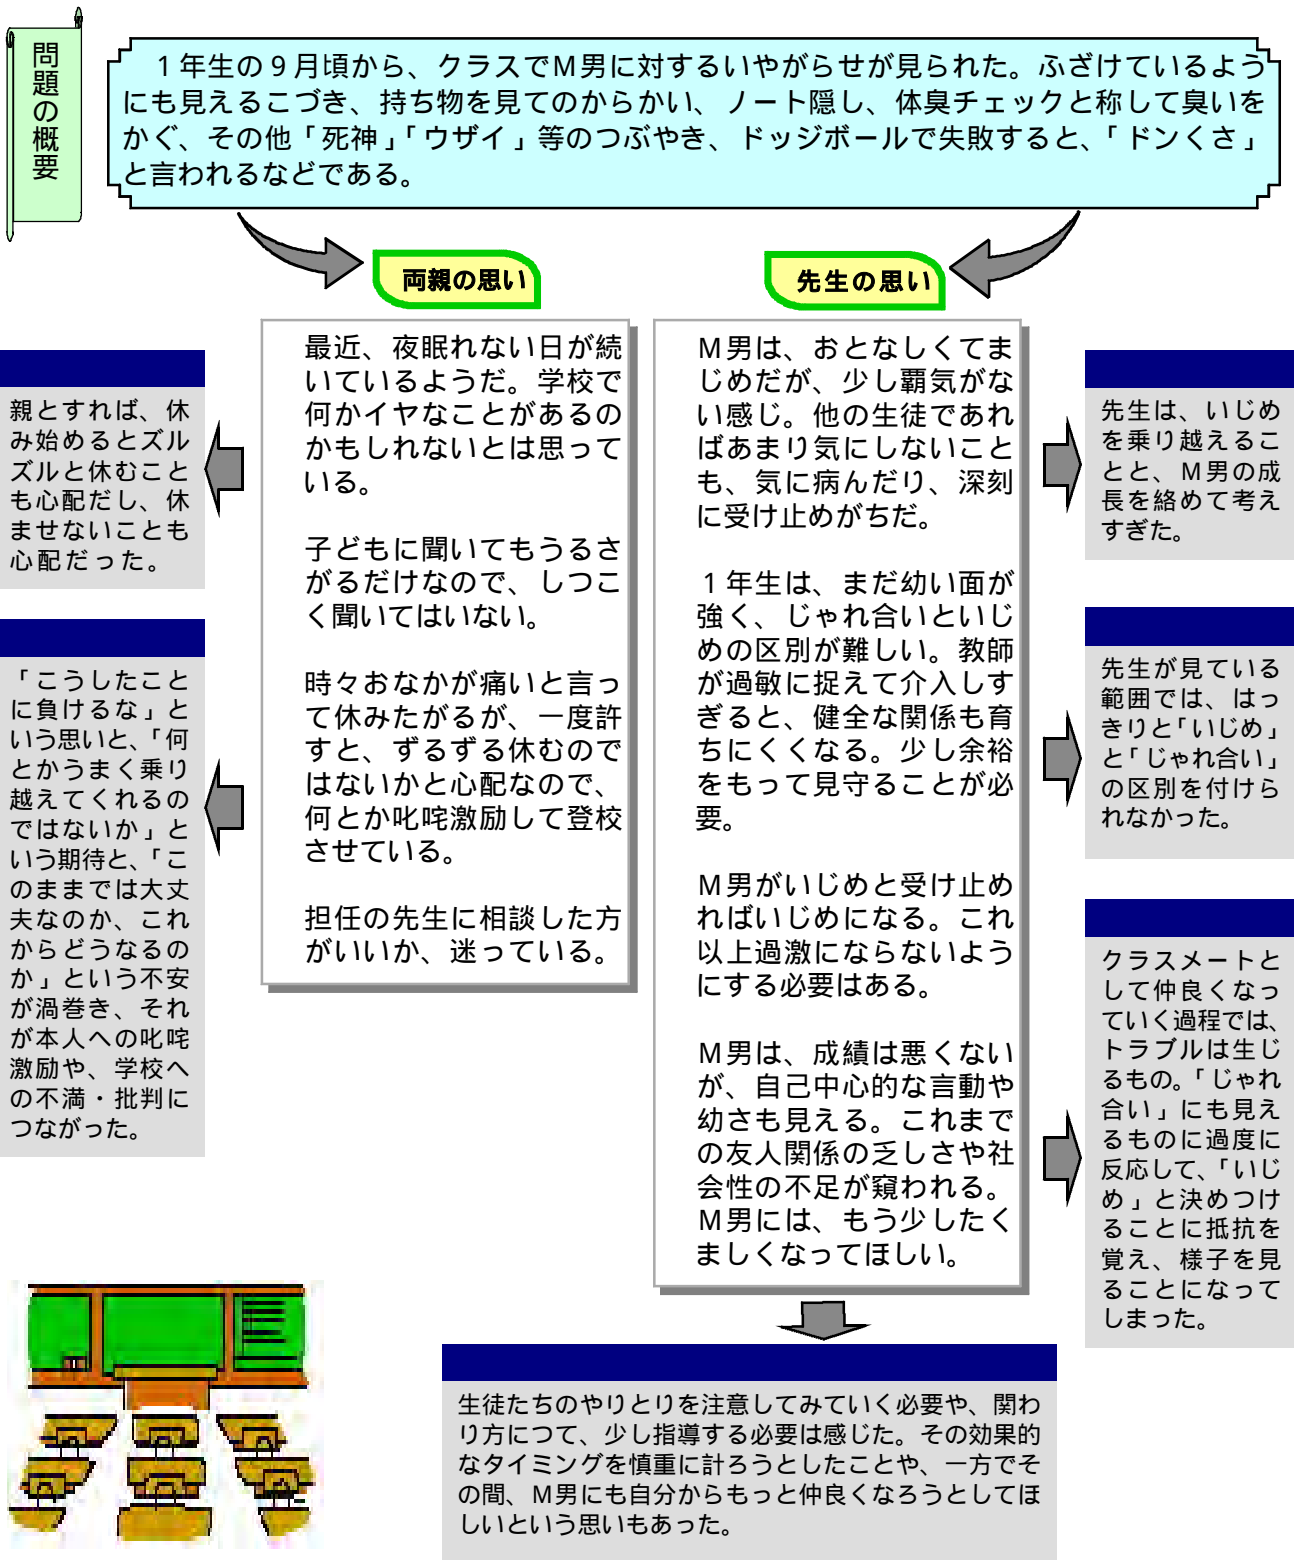 問題の概要
１年生の９月頃から、クラスでＭ男に対するいやがらせが見られた。ふざけているよう
にも見えるこづき、持ち物を見てのからかい、ノート隠し、体臭チェックと称して臭いを
かぐ、その他「死神」「ウザイ」等のつぶやき、ドッジボールで失敗すると、「ドンくさ」
と言われるなどである。
両親の思い
最近、夜眠れない日が続
いているようだ。学校で
何かイヤなことがあるの
かもしれないとは思って
いる。
子どもに聞いてもうるさ
がるだけなので、しつこ
く聞いてはいない。
時々おなかが痛いと言っ
て休みたがるが、一度許
すと、ずるずる休むので
はないかと心配なので、
何とか叱咤激励して登校
させている。
担任の先生に相談した方
がいいか、迷っている。
親とすれば、休
み始めるとズル
ズルと休むこと
も心配だし、休
ませないことも
心配だった。
「こうしたこと
に負けるな」と
いう思いと、「何
とかうまく乗り
越えてくれるの
ではないか」と
いう期待と、「こ
のままでは大丈
夫なのか、これ
からどうなるの
か」という不安
が渦巻き、それ
が本人への叱咤
激励や、学校へ
の不満・批判に
つながった。
先生の思い
Ｍ男は、おとなしくてま
じめだが、少し覇気がな
い感じ。他の生徒であれ
ばあまり気にしないこと
も、気に病んだり、深刻
に受け止めがちだ。
１年生は、まだ幼い面が
強く、じゃれ合いといじ
めの区別が難しい。教師
が過敏に捉えて介入しす
ぎると、健全な関係も育
ちにくくなる。少し余裕
をもって見守ることが必
要。
Ｍ男がいじめと受け止め
ればいじめになる。これ
以上過激にならないよう
にする必要はある。
Ｍ男は、成績は悪くない
が、自己中心的な言動や
幼さも見える。これまで
の友人関係の乏しさや社
会性の不足が窺われる。
Ｍ男には、もう少したく
ましくなってほしい。
先生は、いじめ
を乗り越えるこ
とと、Ｍ男の成
長を絡めて考え
すぎた。
先生が見ている
範囲では、はっ
きりと「いじめ」
と「じゃれ合い」
の区別を付けら
れなかった。
クラスメートと
して仲良くなっ
ていく過程では、
トラブルは生じ
るもの。「じゃれ
合い」にも見え
るものに過度に
反応して、「いじ
め」と決めつけ
ることに抵抗を
覚え、様子を見
ることになって
しまった。
生徒たちのやりとりを注意してみていく必要や、関わ
り方につて、少し指導する必要は感じた。その効果的
なタイミングを慎重に計ろうとしたことや、一方でそ
の間、Ｍ男にも自分からもっと仲良くなろうとしてほ
しいという思いもあった。